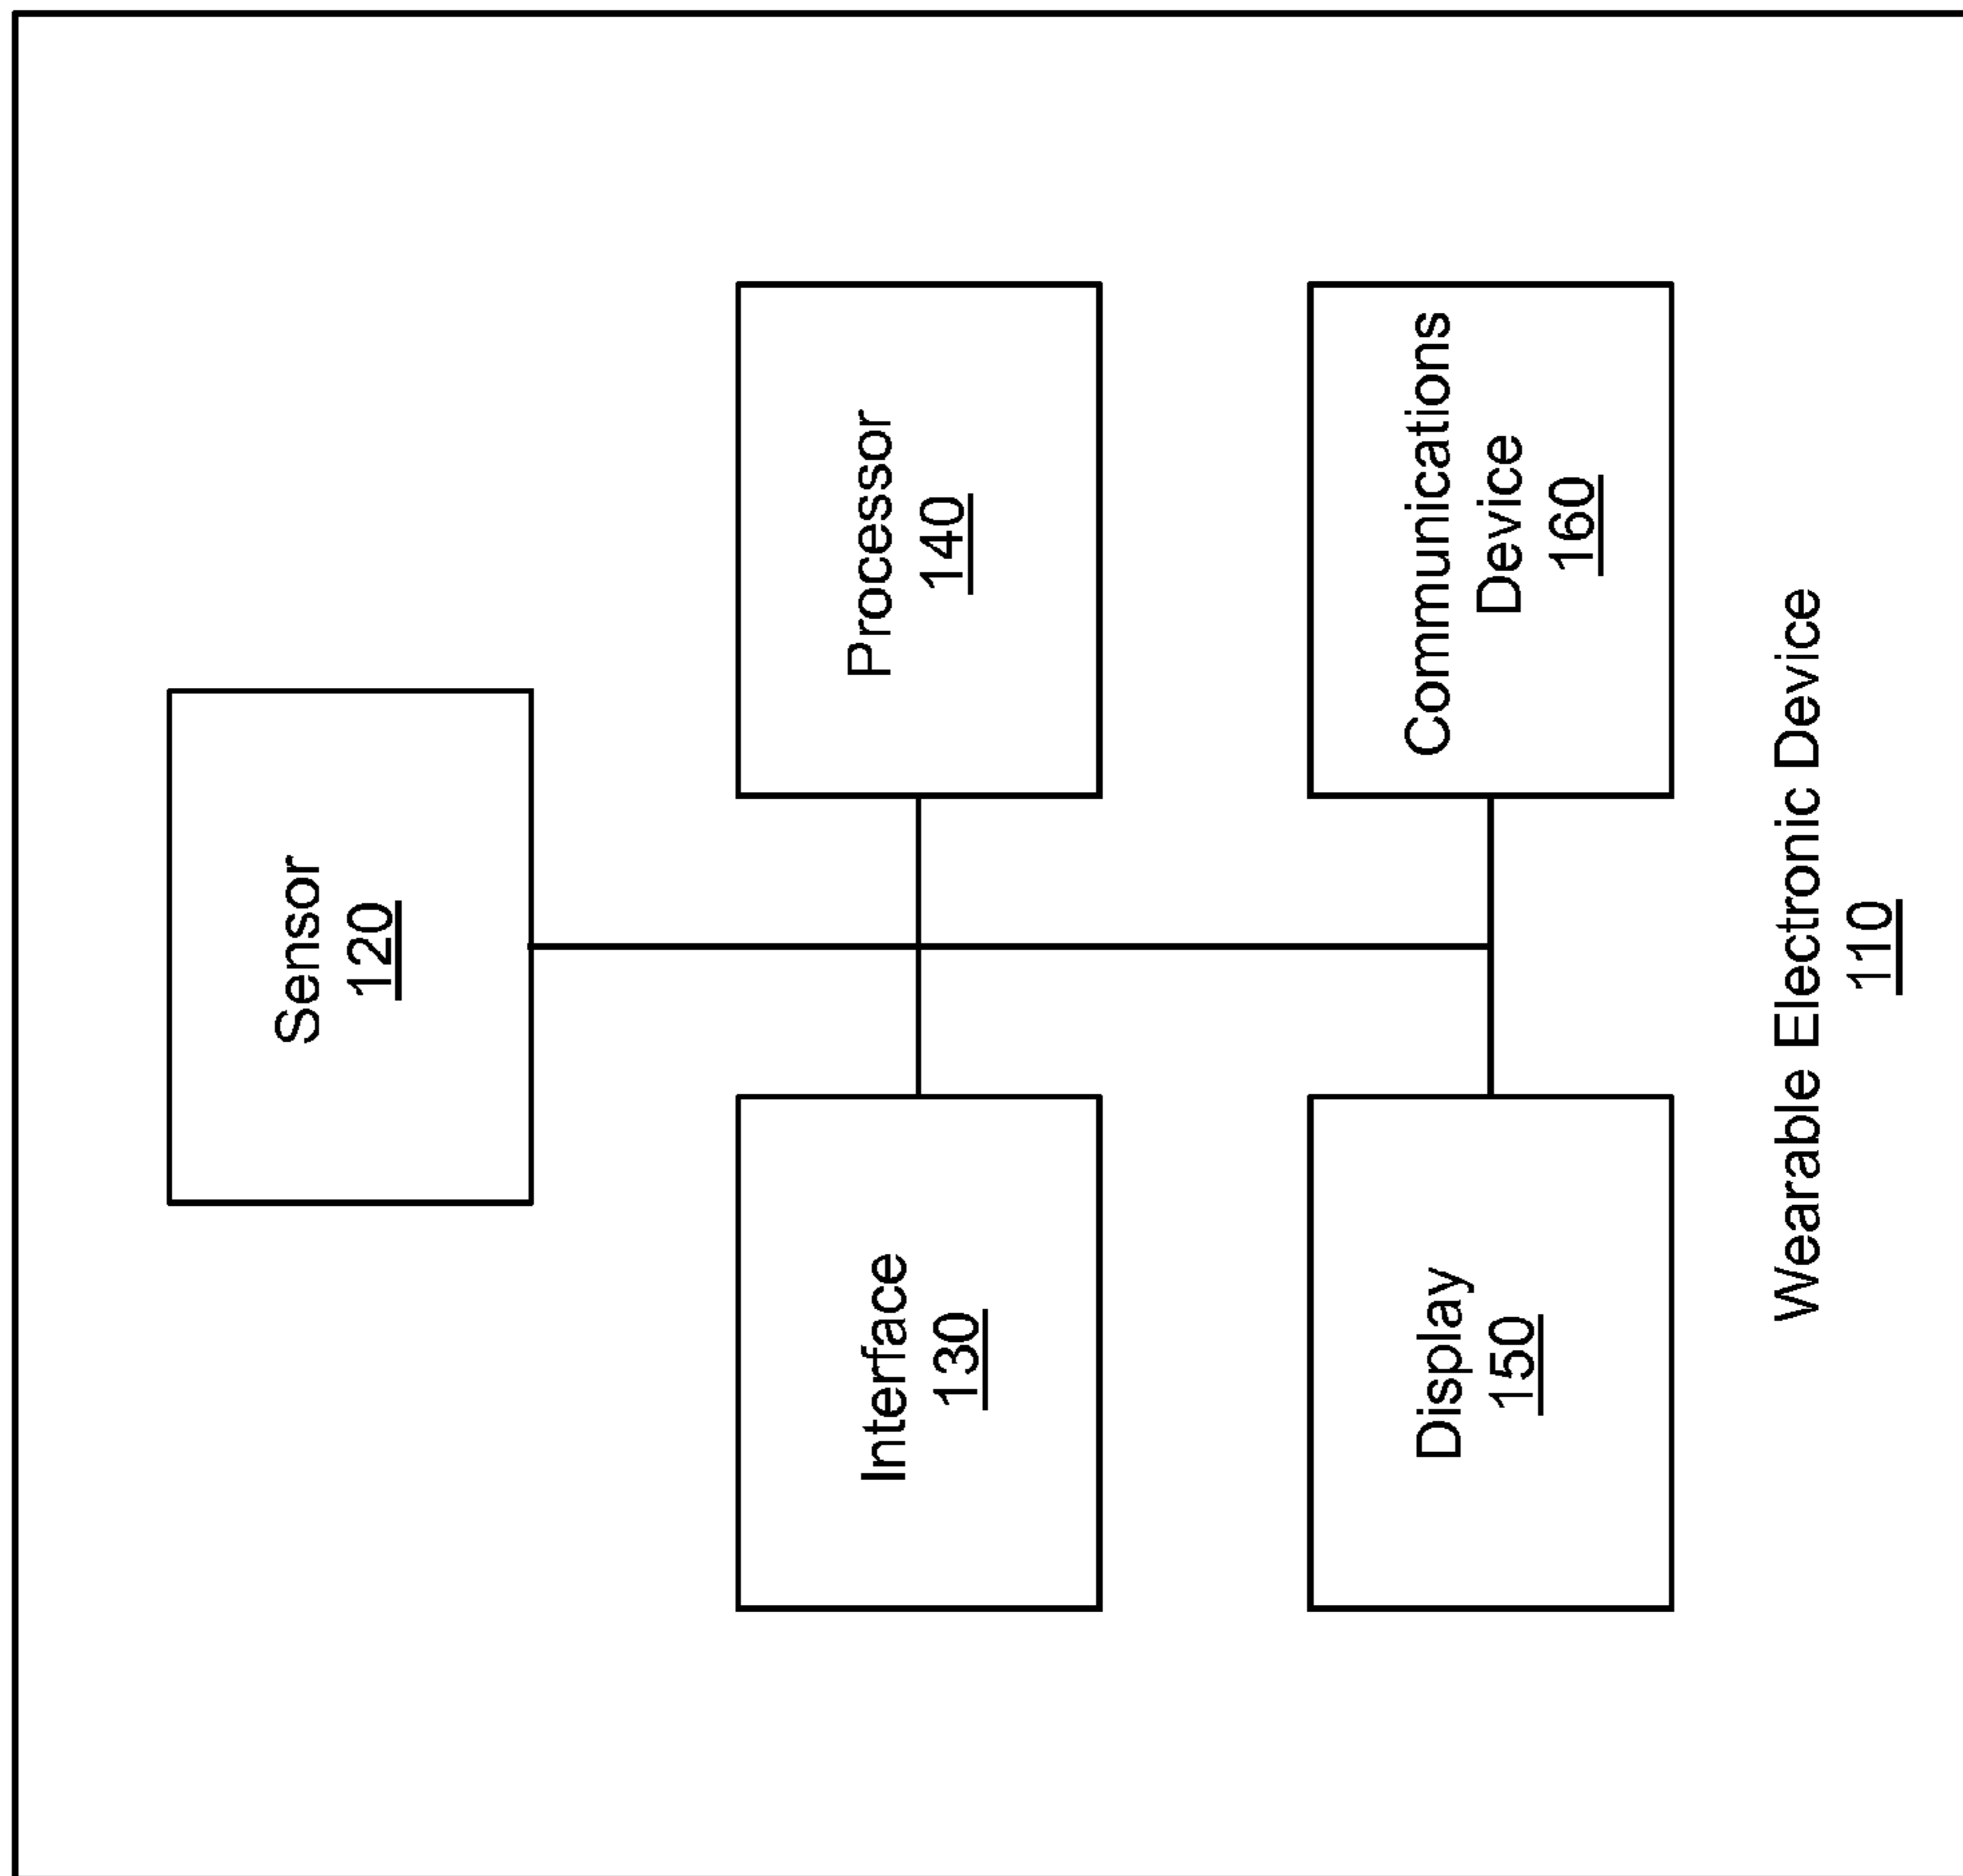 Sensor
120
Interface
130
Processor
140
Display
150
Communications
Device
160
Wearable Electronic Device
110